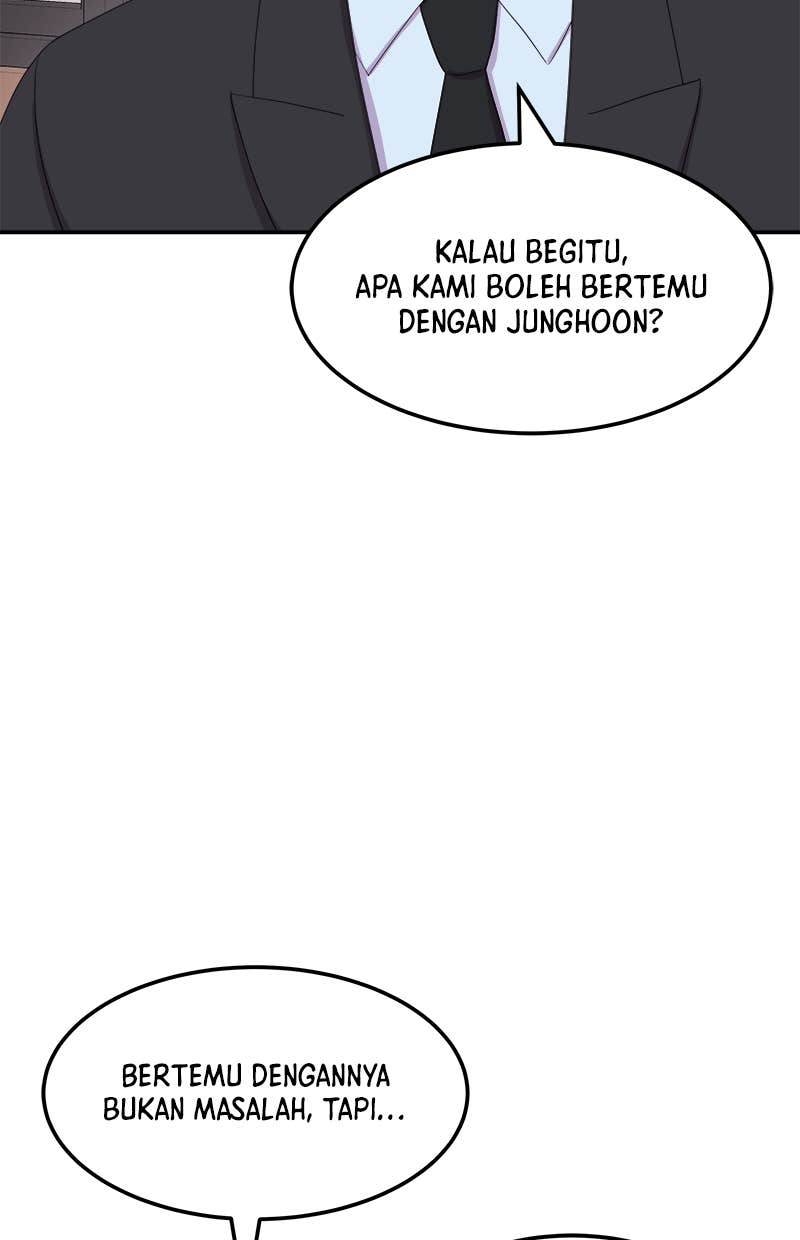 KALAU BEGITU,
APA KAMI BOLEH BERTEMU
DENGAN JUNGHOON?
BERTEMU DENGANNYA
BUKAN MASALAH, TAPI...